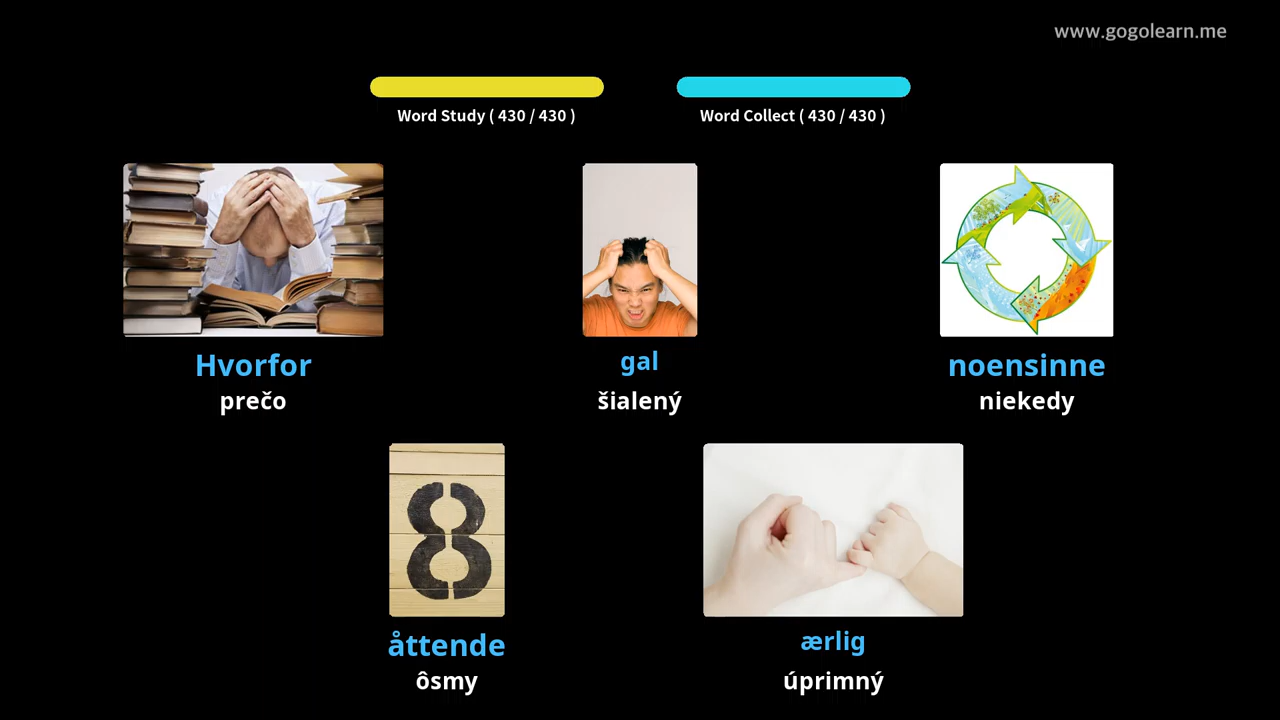 www.gogolearn.me
Word Study ( 430 / 430 )
Word Collect ( 430 / 430 )
Hvorfor
prečo
gal
šialený
noensinne
niekedy
8
åttende
ôsmy
ærlig
úprimný